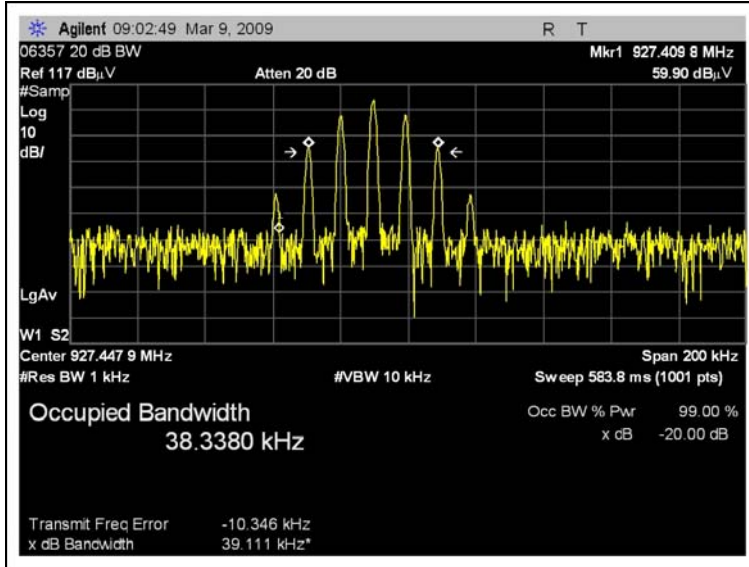 Agilent 09:02:49 Mar 9, 2009 R T
06357 20 dB BW Mkr1 927.409 8 MHz
Ref 117 dBµV Atten 20 dB 59.90 dBµV
#Samp
Log
10
dB/
1
LgAv
W1 S2
Center 927.447 9 MHz Span 200 kHz
#Res BW 1 kHz #VBW 10 kHz Sweep 583.8 ms (1001 pts)
Occupied Bandwidth Occ BW % Pwr 99.00 %
38.3380 kHz x dB -20.00 dB
Transmit Freq Error -10.346 kHz
x dB Bandwidth 39.111 kHz*